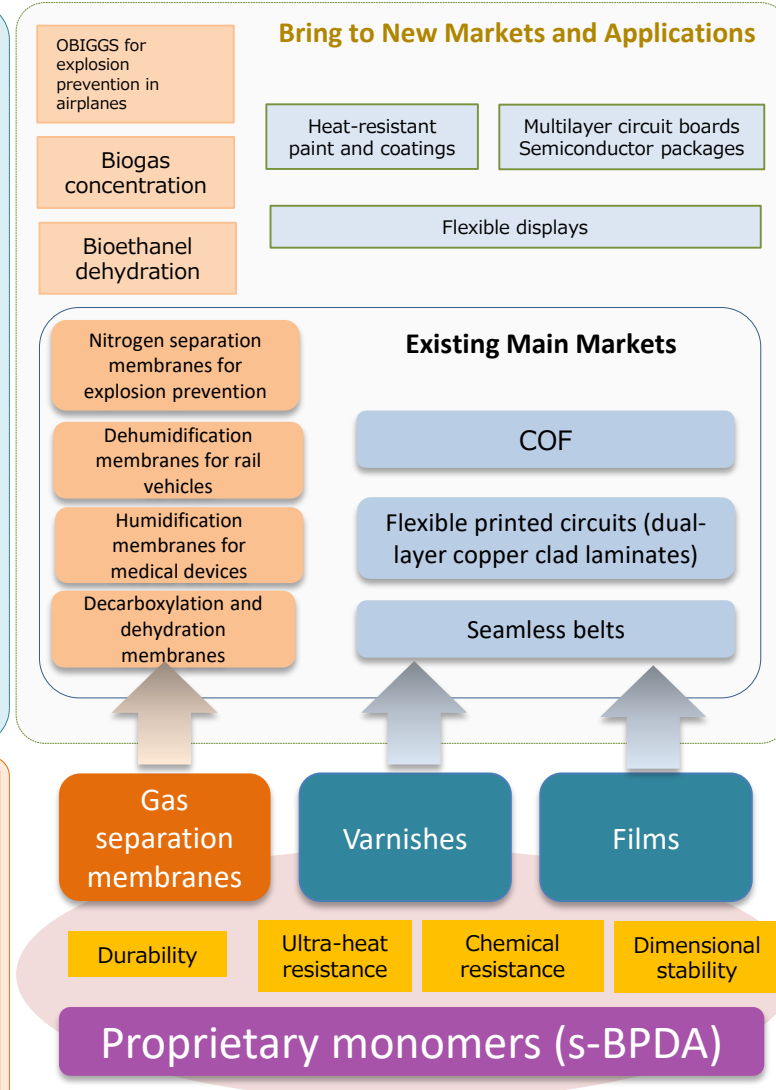 Bring to New Markets and Applications
OBIGGS for
explosion
prevention in
airplanes
Biogas
concentration
Bioethanel
dehydration
Heat-resistant
paint and coatings
Multilayer circuit boards
Semiconductor packages
Flexible displays
Existing Main Markets
Nitrogen separation
membranes for
explosion prevention
Dehumidification
membranes for rail
vehicles
Humidification
membranes for
medical devices
Decarboxylation and
dehydration
membranes
COF
Flexible printed circuits (dual-
layer copper clad laminates)
Seamless belts
Gas
separation
membranes
Varnishes
Films
Durability
Ultra-heat
resistance
Chemical
resistance
Dimensional
stability
Proprietary monomers (s-BPDA)